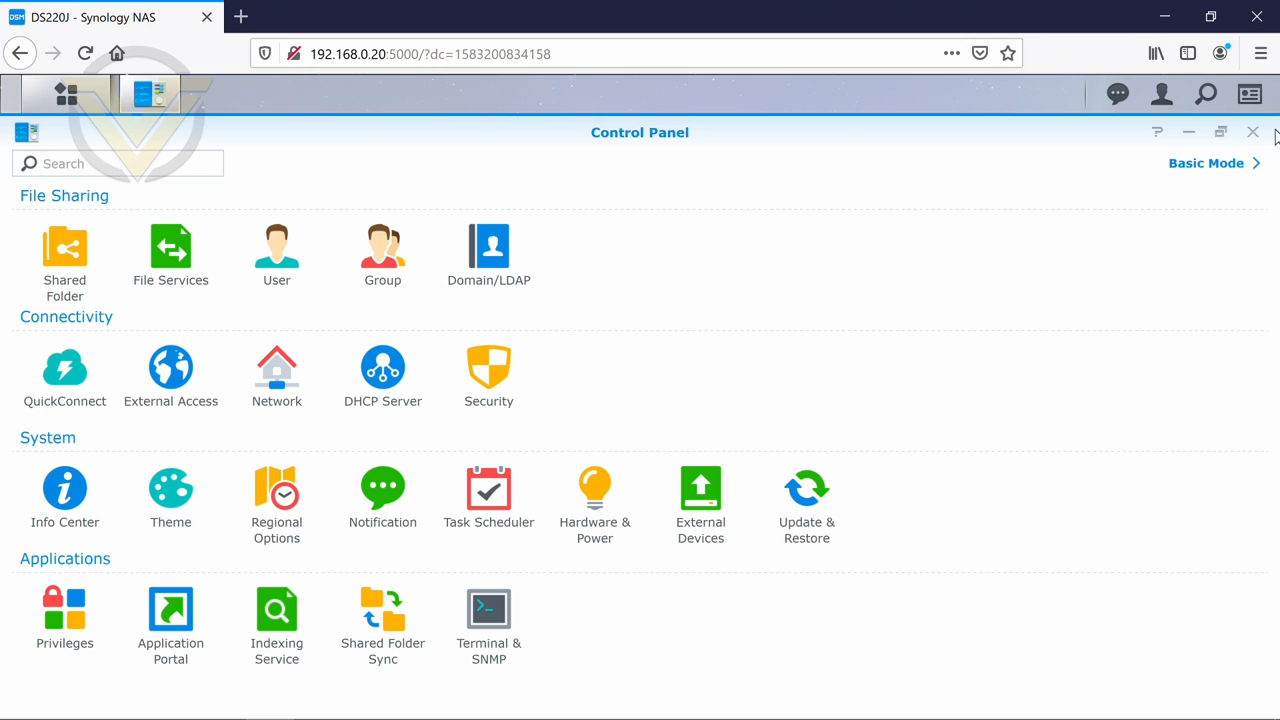 DSM DS220J - Synology NAS
192.168.0.20:5000/?dc=1583200834158
Control Panel
Search
Basic Mode
File Sharing
Shared Folder
File Services
User
Group
Domain/LDAP
Connectivity
QuickConnect
External Access
Network
DHCP Server
Security
System
Info Center
Theme
Regional Options
Notification
Task Scheduler
Hardware & Power
External Devices
Update & Restore
Applications
Privileges
Application Portal
Indexing Service
Shared Folder Sync
Terminal & SNMP